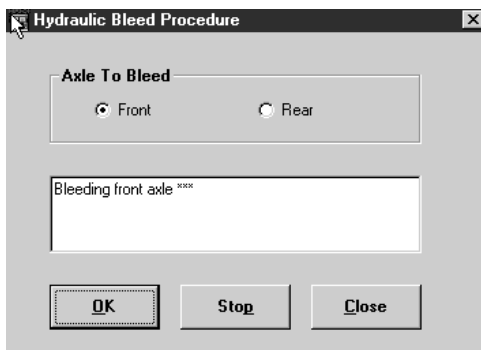 Hydraulic Bleed Procedure
Axle To Bleed
Front Rear
Bleeding front axle ***
OK Stop Close